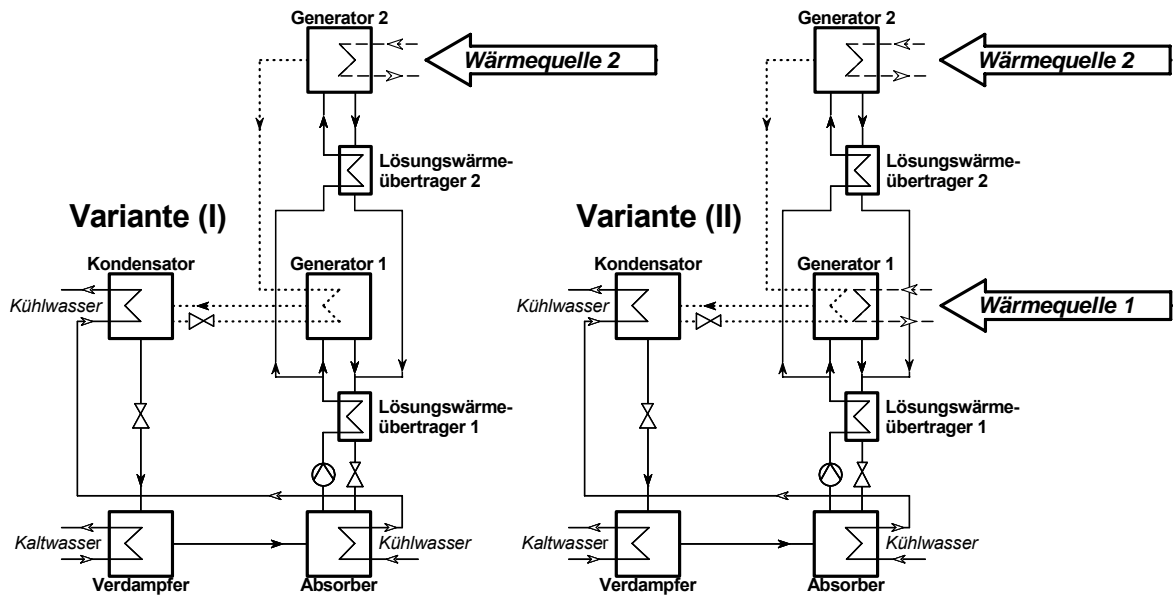 Generator 2
Wärmequelle 2
Lösungswärme-
übertrager 2
Variante (I)
Kondensator
Generator 1
Kühlwasser
Lösungswärme-
übertrager 1
Kaltwasser
Kühlwasser
Verdampfer
Absorber
Generator 2
Wärmequelle 2
Lösungswärme-
übertrager 2
Variante (II)
Kondensator
Generator 1
Kühlwasser
Wärmequelle 1
Lösungswärme-
übertrager 1
Kaltwasser
Kühlwasser
Verdampfer
Absorber